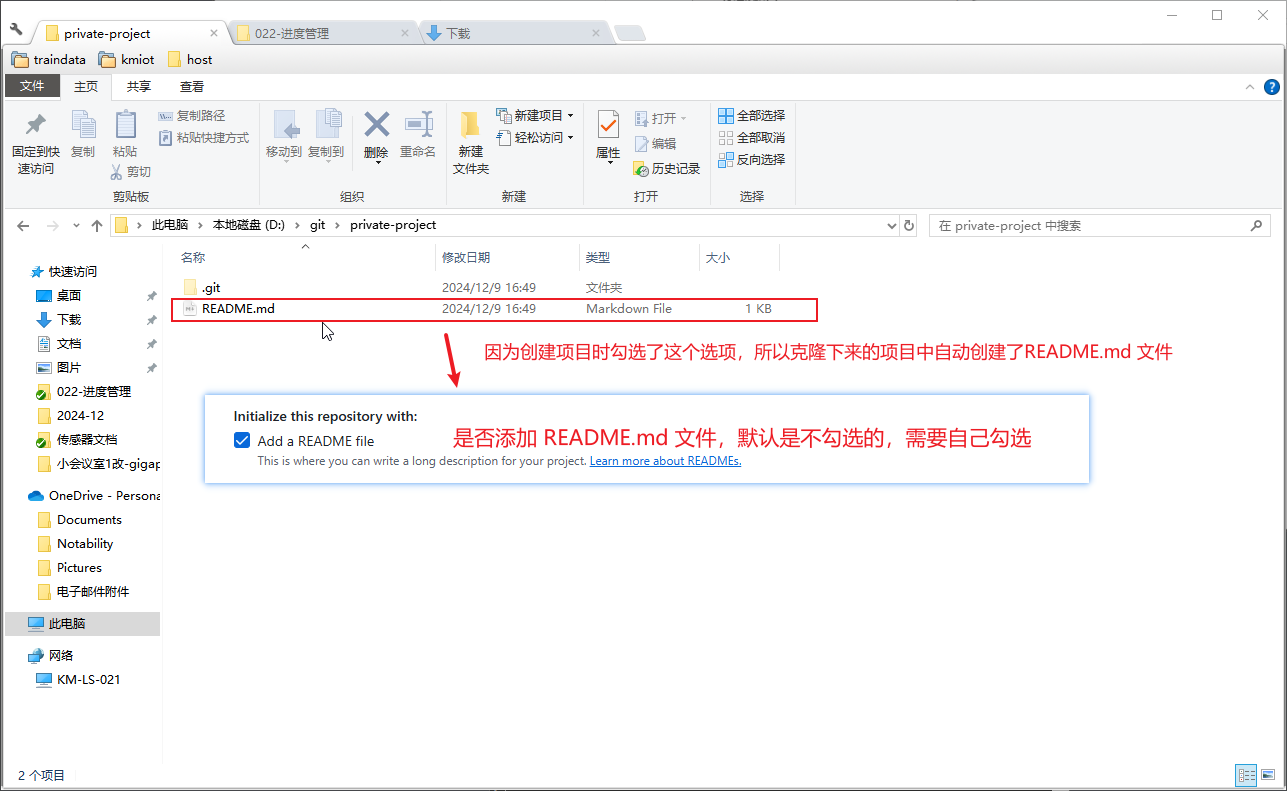 private-project
022-进度管理
下载
traindata
kmiot
host
文件
主页
共享
查看
固定到快
速访问
复制
粘贴
复制路径
粘贴快捷方式
剪切
剪贴板
移动到
复制到
删除
重命名
组织
新建
文件夹
新建项目
轻松访问
新建
属性
打开
编辑
历史记录
打开
全部选择
全部取消
反向选择
选择
此电脑
本地磁盘 (D:)
git
private-project
在 private-project 中搜索
名称
修改日期
类型
大小
.git
2024/12/9 16:49
文件夹
README.md
2024/12/9 16:49
Markdown File
1 KB
快速访问
桌面
下载
文档
图片
022-进度管理
2024-12
传感器文档
小会议室1改-gigap
OneDrive - Persona
Documents
Notability
Pictures
电子邮件附件
此电脑
网络
KM-LS-021
因为创建项目时勾选了这个选项，所以克隆下来的项目中自动创建了README.md 文件
Initialize this repository with:
Add a README file
是否添加 README.md 文件，默认是不勾选的，需要自己勾选
This is where you can write a long description for your project. Learn more about READMEs.
2 个项目